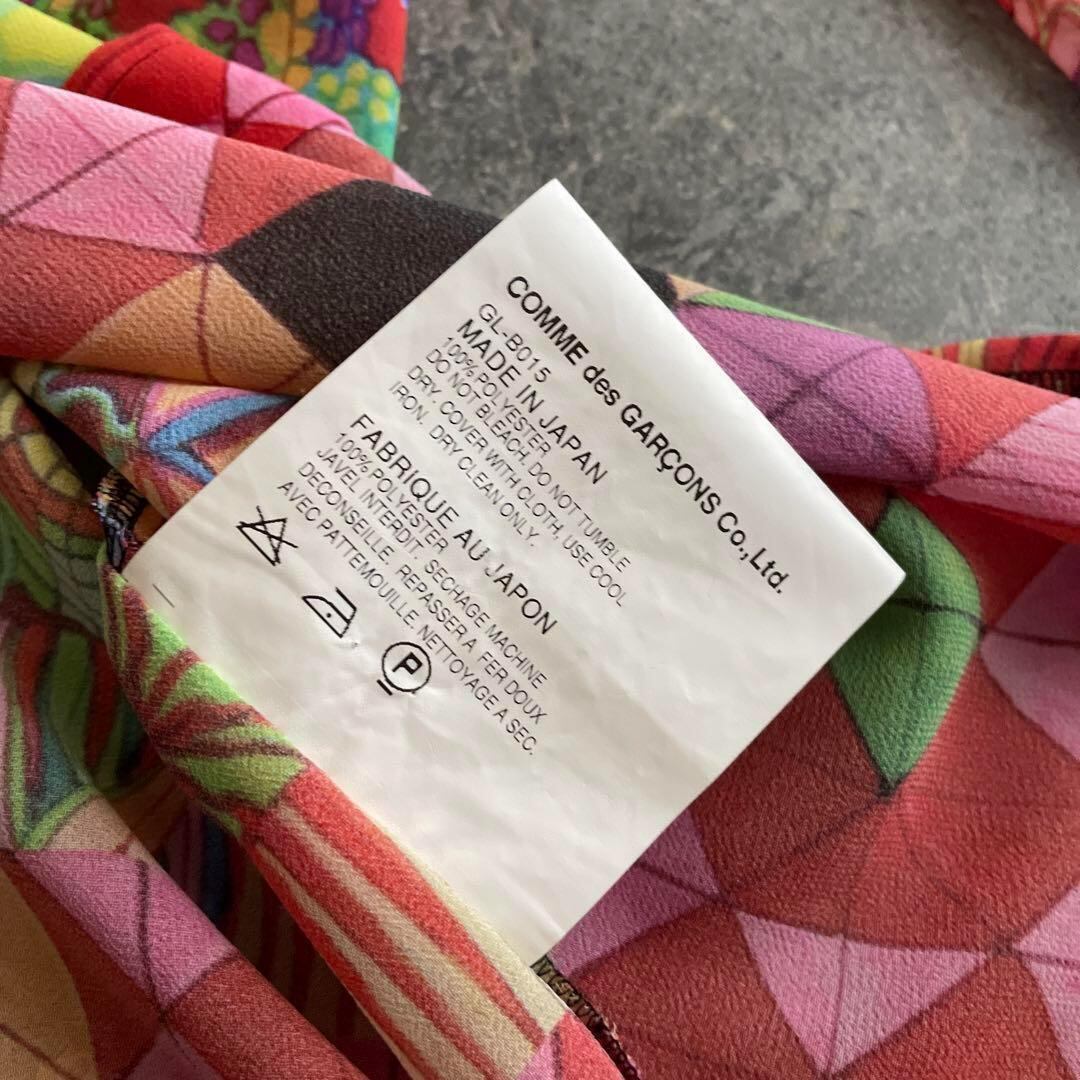 COMME des GARÇONS Co.,Ltd.
GL-B015
MADE IN JAPAN
100% POLYESTER
DO NOT BLEACH, DO NOT TUMBLE
DRY. COVER WITH CLOTH, USE COOL
IRON. DRY CLEAN ONLY.
FABRIQUE AU JAPON
100% POLYESTER
JAVEL INTERDIT. SECHAGE MACHINE
DECONSEILLE. REPASSER A FER DOUX
AVEC PATTEMOUILLE. NETTOYAGE A SEC.
P